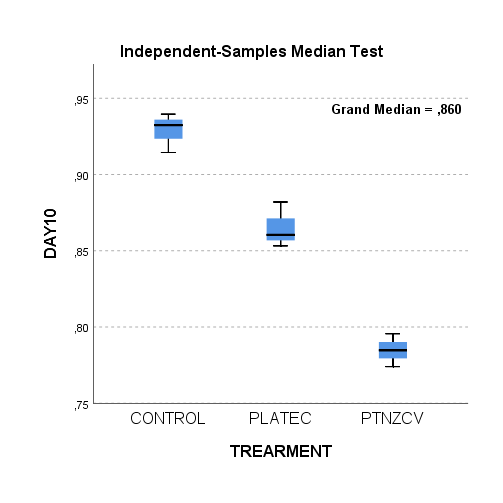 Independent-Samples Median Test
Grand Median = ,860
,95
,90
,85
,80
,75
DAY10
CONTROL PLATEC PTNZCV
TREARMENT